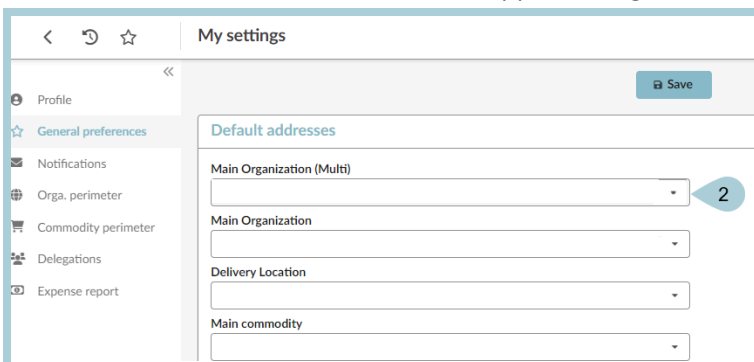 My settings
Save
Profile
General preferences
Notifications
Orga. perimeter
Commodity perimeter
Delegations
Expense report
Default addresses
Main Organization (Multi)
2
Main Organization
Delivery Location
Main commodity